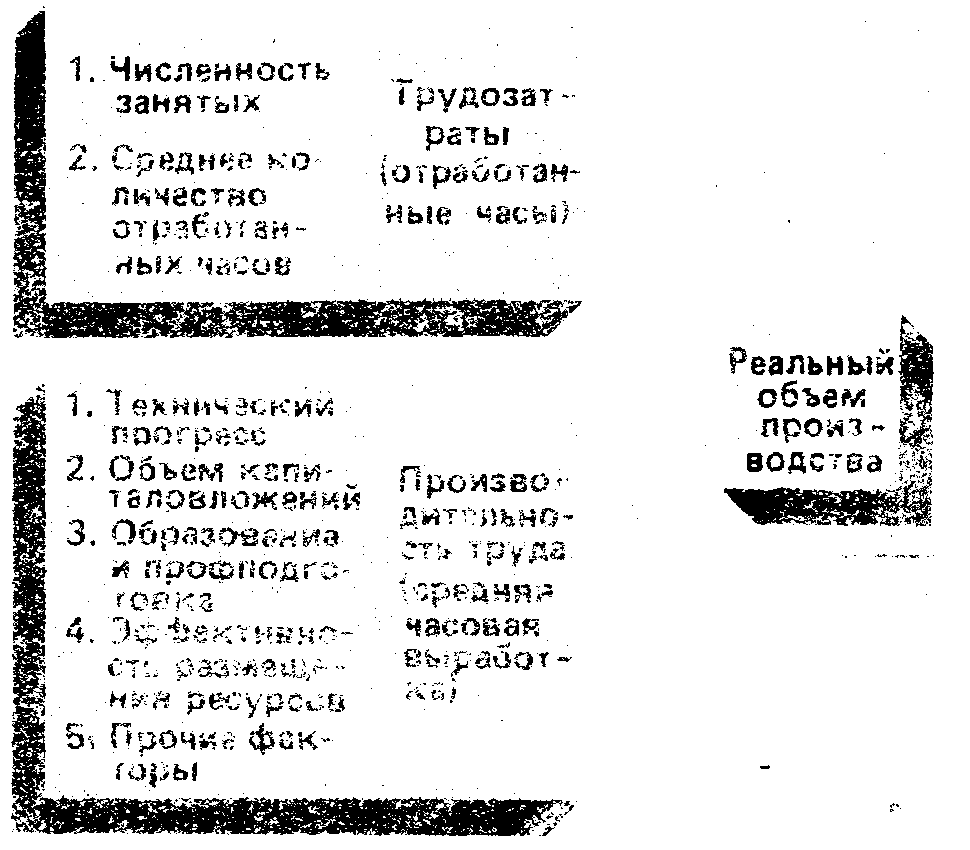 1. Численность
занятых
2. Среднее ко-
личество
отработан-
ных часов
Трудозат-
раты
(отработан-
ные часы)
1. Технический
прогресс
2. Объем капи-
таловложений
3. Образование
и профподго-
товка
4. Эффективно-
сть размеще-
ния ресурсов
5. Прочие фак-
торы
Произво-
дительно-
сть труда
(средняя
часовая
выработ-
ка)
Реальный
объем
произ-
водства